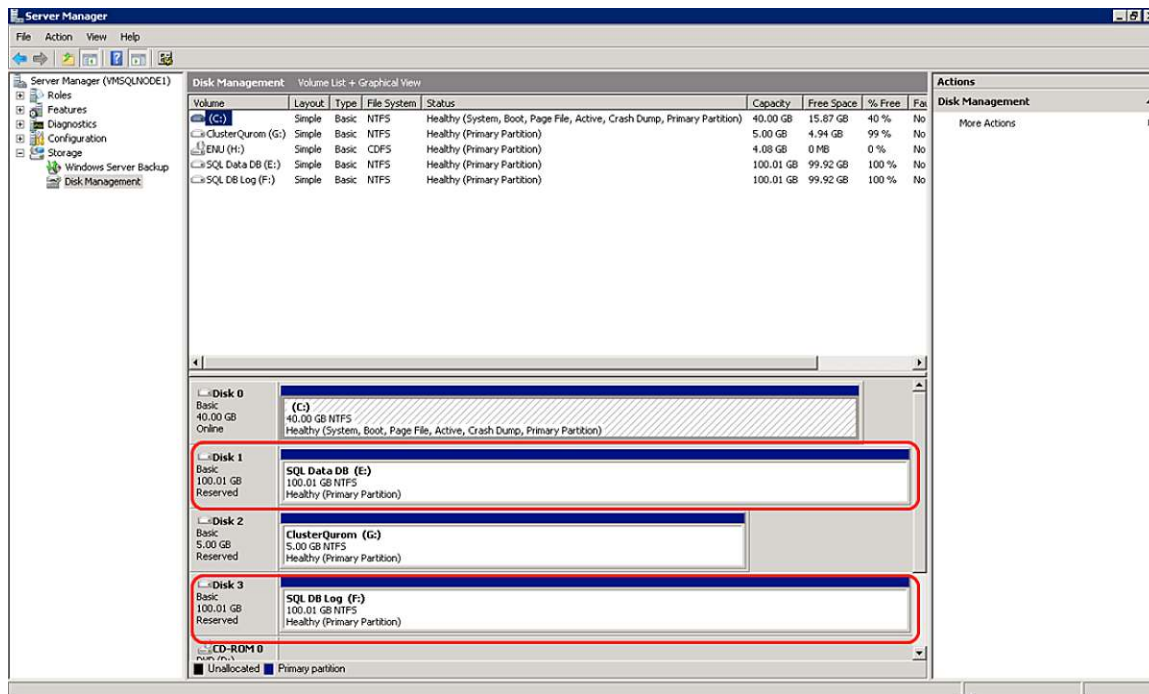 Server Manager
File Action View Help
Server Manager (VMSQLNODE1)
Roles
Features
Diagnostics
Configuration
Storage
Windows Server Backup
Disk Management
Disk Management Volume List + Graphical View
Volume Layout Type File System Status Capacity Free Space % Free
(C:) Simple Basic NTFS Healthy (System, Boot, Page File, Active, Crash Dump, Primary Partition) 40.00 GB 15.87 GB 40 % No
ClusterQurom (G:) Simple Basic NTFS Healthy (Primary Partition) 5.00 GB 4.94 GB 99 % No
ENU (H:) Simple Basic CDFS Healthy (Primary Partition) 4.08 GB 0 MB 0 % No
SQL Data DB (E:) Simple Basic NTFS Healthy (Primary Partition) 100.01 GB 99.92 GB 100 % No
SQL DB Log (F:) Simple Basic NTFS Healthy (Primary Partition) 100.01 GB 99.92 GB 100 % No
Disk 0
Basic
40.00 GB
Online
(C:)
40.00 GB NTFS
Healthy (System, Boot, Page File, Active, Crash Dump, Primary Partition)
Disk 1
Basic
100.01 GB
Reserved
SQL Data DB (E:)
100.01 GB NTFS
Healthy (Primary Partition)
Disk 2
Basic
5.00 GB
Reserved
ClusterQurom (G:)
5.00 GB NTFS
Healthy (Primary Partition)
Disk 3
Basic
100.01 GB
Reserved
SQL DB Log (F:)
100.01 GB NTFS
Healthy (Primary Partition)
CD-ROM 0
Unallocated Primary partition
Actions
Disk Management
More Actions